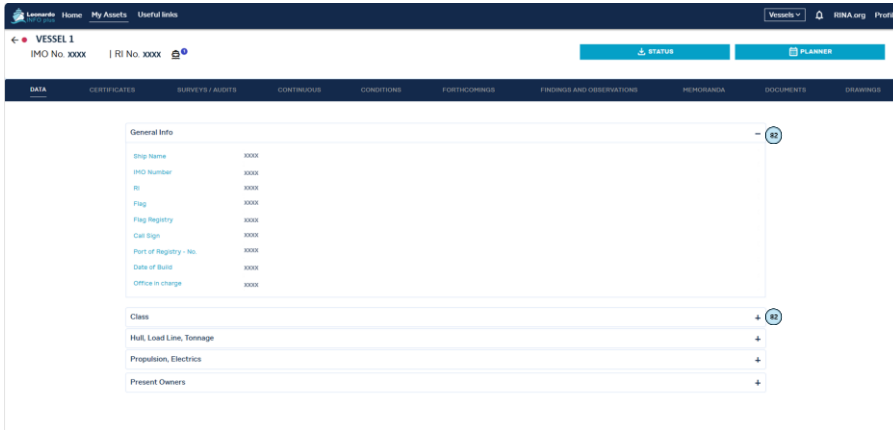 Leonardo INFO plus Home My Assets Useful links Vessels RINA.org Profi
VESSEL 1
IMO No. xxxx | RI No. xxxx 1
STATUS PLANNER
DATA CERTIFICATES SURVEYS / AUDITS CONTINUOUS CONDITIONS FORTHCOMINGS FINDINGS AND OBSERVATIONS MEMORANDA DOCUMENTS DRAWINGS
General Info − 82
Ship Name xxxx
IMO Number xxxx
RI xxxx
Flag xxxx
Flag Registry xxxx
Call Sign xxxx
Port of Registry - No. xxxx
Date of Build xxxx
Office in charge xxxx
Class + 82
Hull, Load Line, Tonnage +
Propulsion, Electrics +
Present Owners +